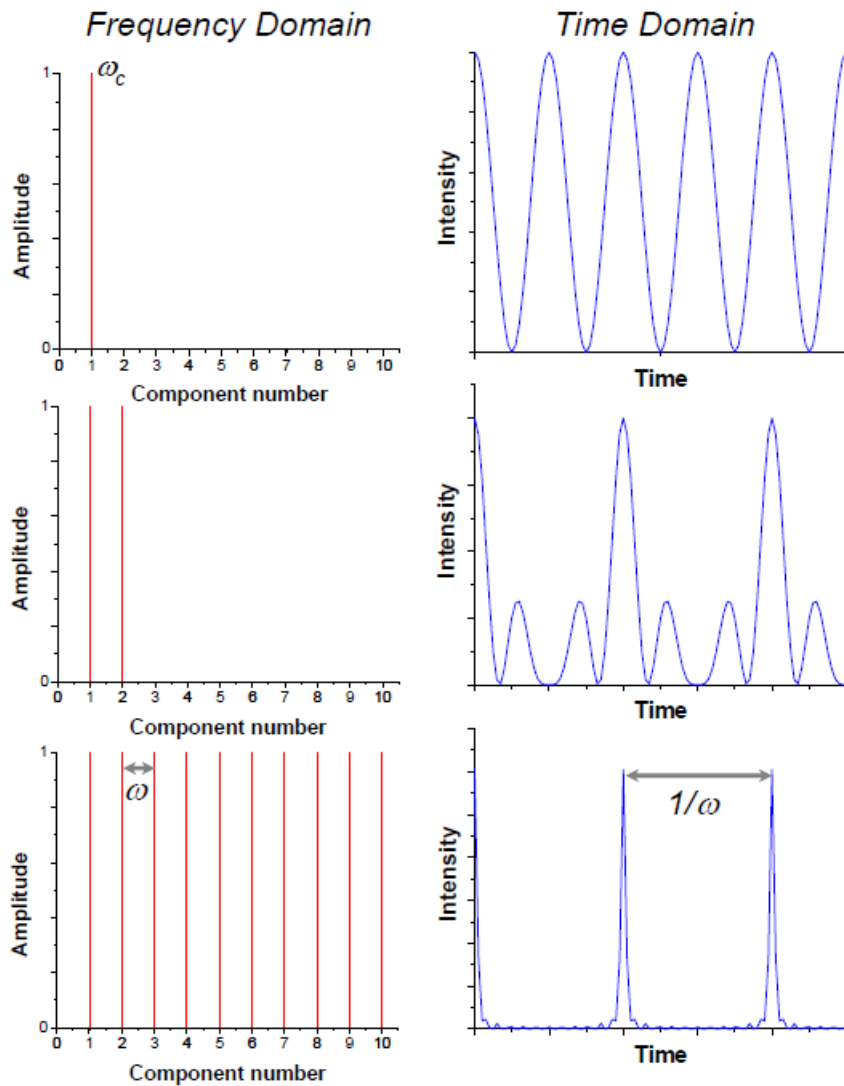 Frequency Domain
Time Domain
1
ω_c
Amplitude
1
0 1 2 3 4 5 6 7 8 9 10
Component number
Intensity
Time
1
Amplitude
1
0
0 1 2 3 4 5 6 7 8 9 10
Component number
Intensity
Time
1
ω
Amplitude
0
0 1 2 3 4 5 6 7 8 9 10
Component number
1/ω
Intensity
Time